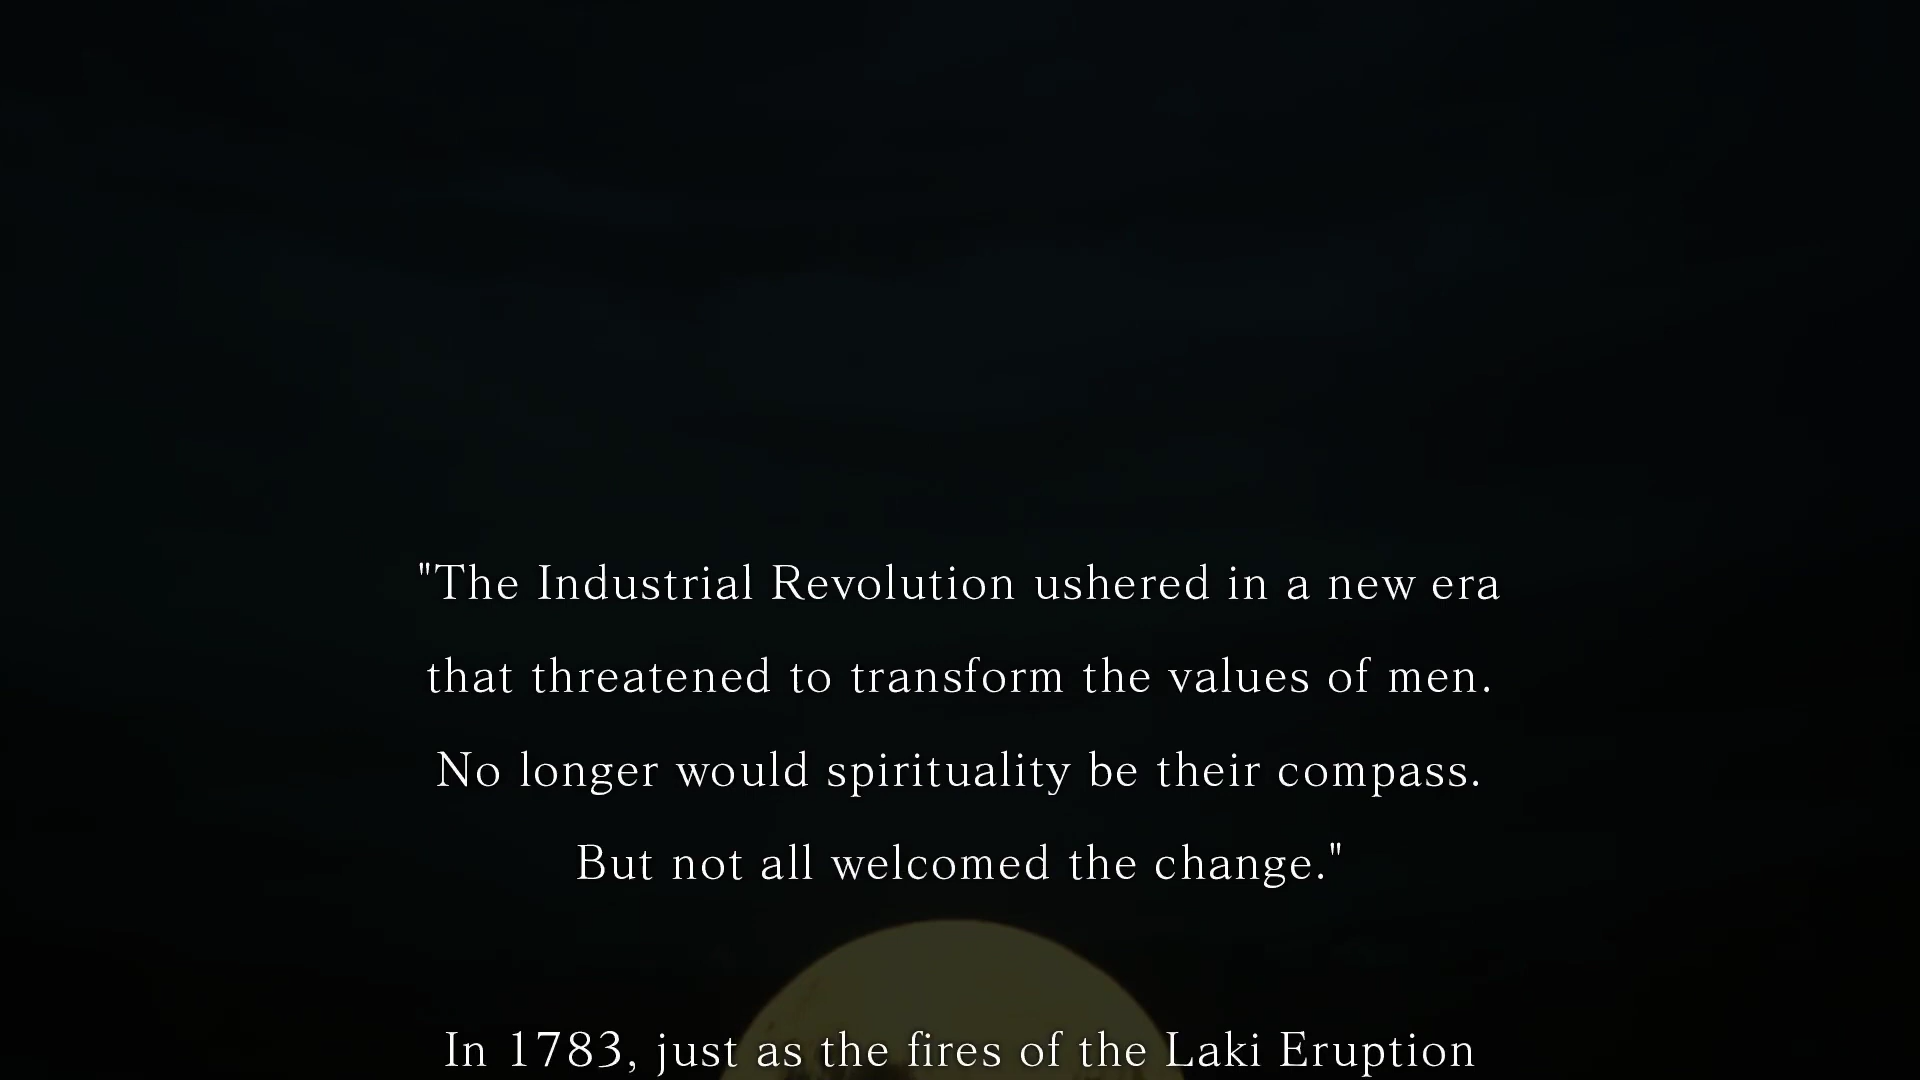 "The Industrial Revolution ushered in a new era
that threatened to transform the values of men.
No longer would spirituality be their compass.
But not all welcomed the change."
In 1783, just as the fires of the Laki Eruption